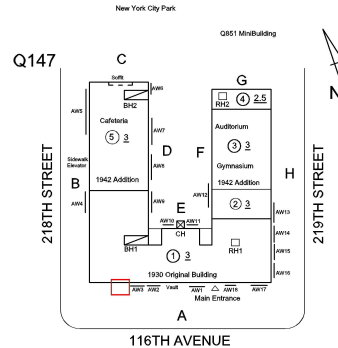 New York City Park
Q851 MiniBuilding
Q147
C
G
N
Soffit
AW6
BH2
RH2
4 2.5
AW5
Cafeteria
Auditorium
5 3
AW7
3 3
D
F
Gymnasium
H
Sidewalk
Elevator
AW8
B
1942 Addition
1942 Addition
AW4
AW9
E
AW12
2 3
AW10
AW11
AW13
CH
218TH STREET
219TH STREET
AW14
BH1
RH1
AW15
1 3
1930 Original Building
AW16
AW3 AW2 Vault AW1 AW18 AW17
Main Entrance
A
116TH AVENUE